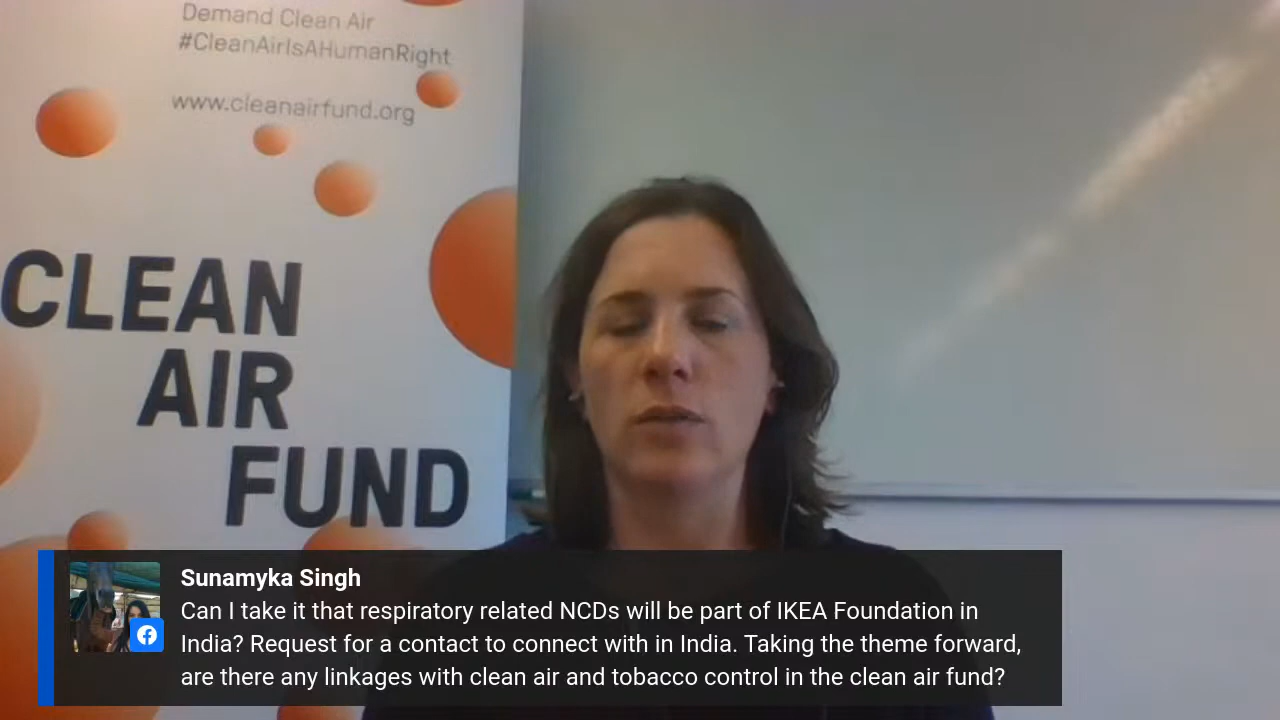 Demand Clean Air
#CleanAirIsAHumanRight
www.cleanairfund.org
CLEAN
AIR
FUND
Sunamyka Singh
Can I take it that respiratory related NCDs will be part of IKEA Foundation in
India? Request for a contact to connect with in India. Taking the theme forward,
are there any linkages with clean air and tobacco control in the clean air fund?